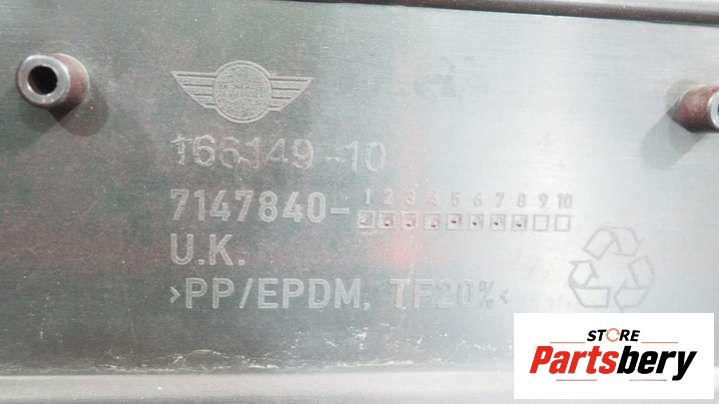 166149-10
1 2 3 4 5 6 7 8 9 10
7147840-
U.K.
>PP/EPDM, TF20%<
STORE
Partsbery